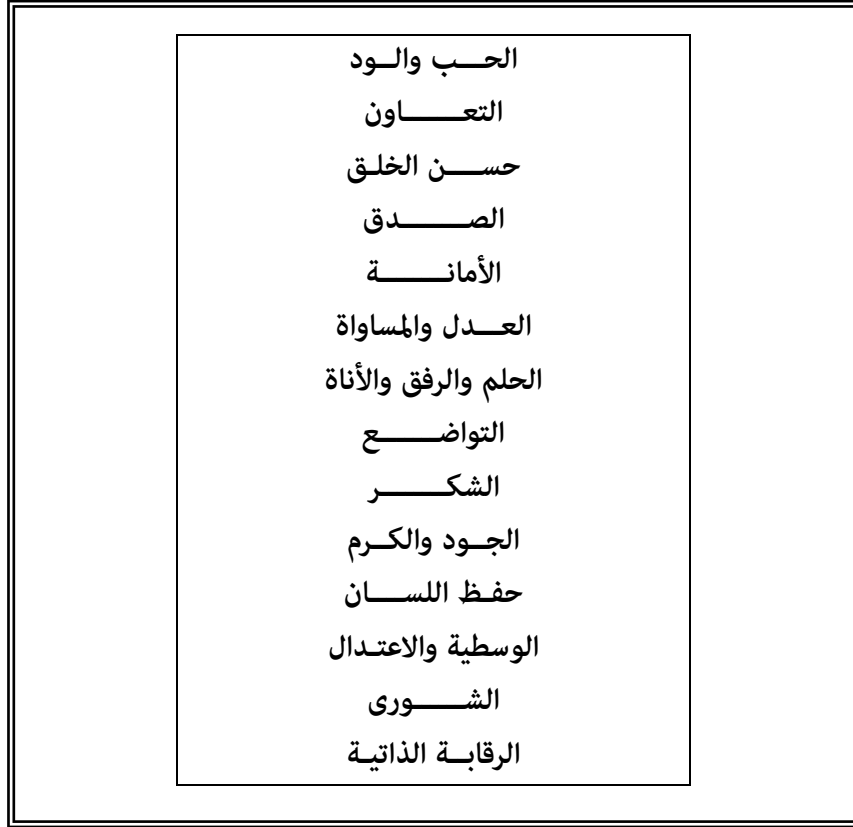 الحب والود
التعاون
حسن الخلق
الصدق
الأمانة
العدل والمساواة
الحلم والرفق والأناة
التواضع
الشكر
الجود والكرم
حفظ اللسان
الوسطية والاعتدال
الشورى
الرقابة الذاتية